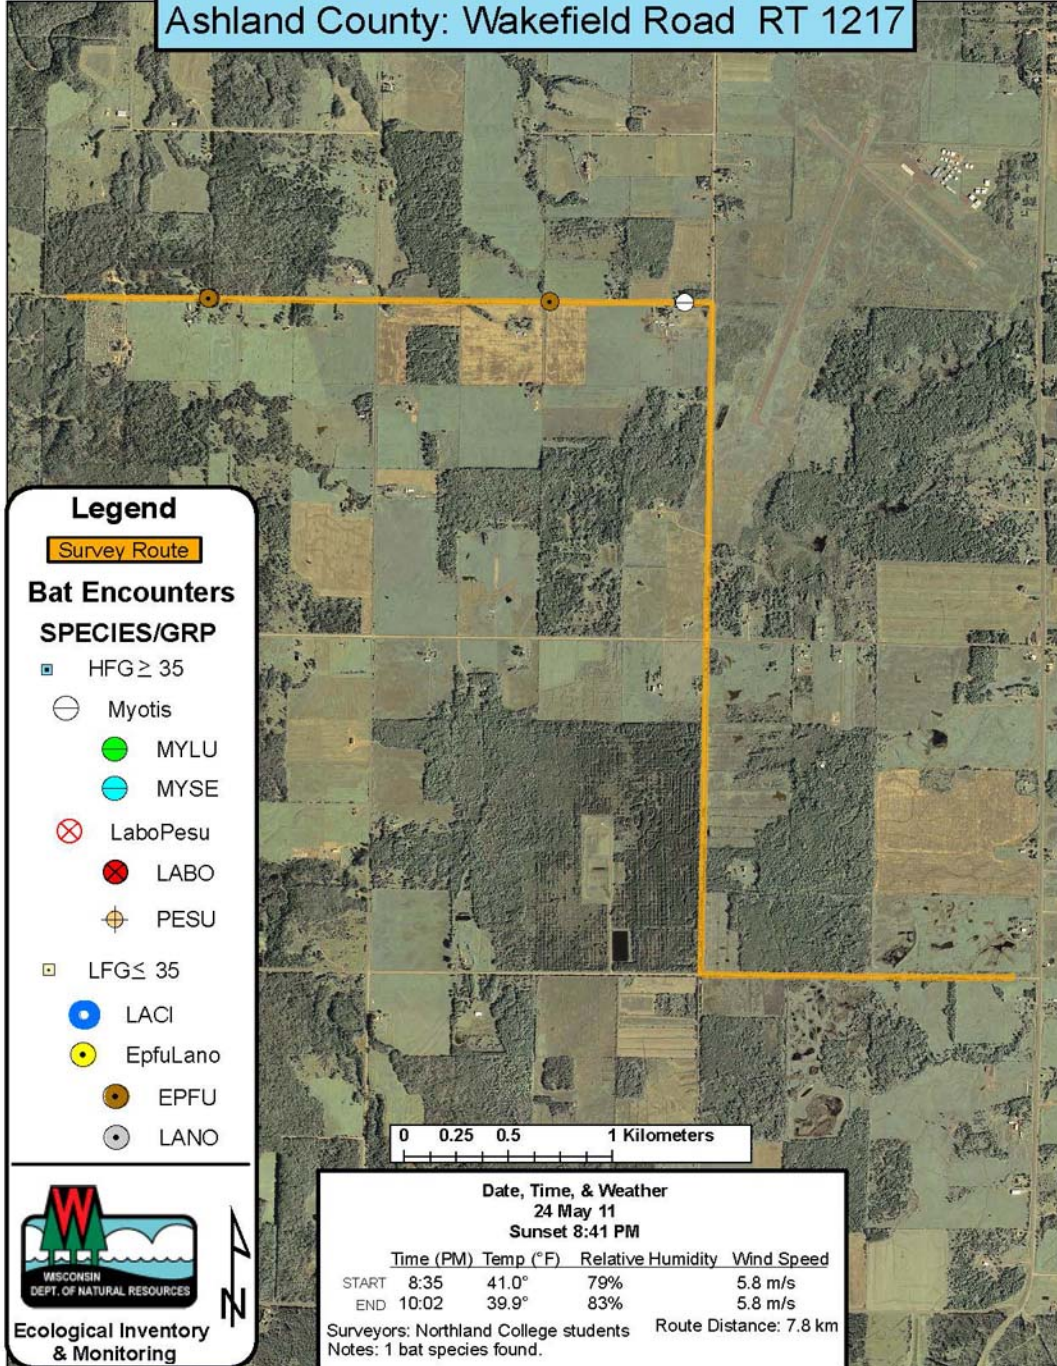 Ashland County: Wakefield Road RT 1217
Legend
Survey Route
Bat Encounters
SPECIES/GRP
HFG ≥ 35
Myotis
MYLU
MYSE
LaboPesu
LABO
PESU
LFG ≤ 35
LACI
EpfuLano
EPFU
LANO
W
WISCONSIN
DEPT. OF NATURAL RESOURCES
Ecological Inventory
& Monitoring
N
0 0.25 0.5 1 Kilometers
Date, Time, & Weather
24 May 11
Sunset 8:41 PM
Time (PM) Temp (°F) Relative Humidity Wind Speed
START 8:35 41.0° 79% 5.8 m/s
END 10:02 39.9° 83% 5.8 m/s
Surveyors: Northland College students Route Distance: 7.8 km
Notes: 1 bat species found.